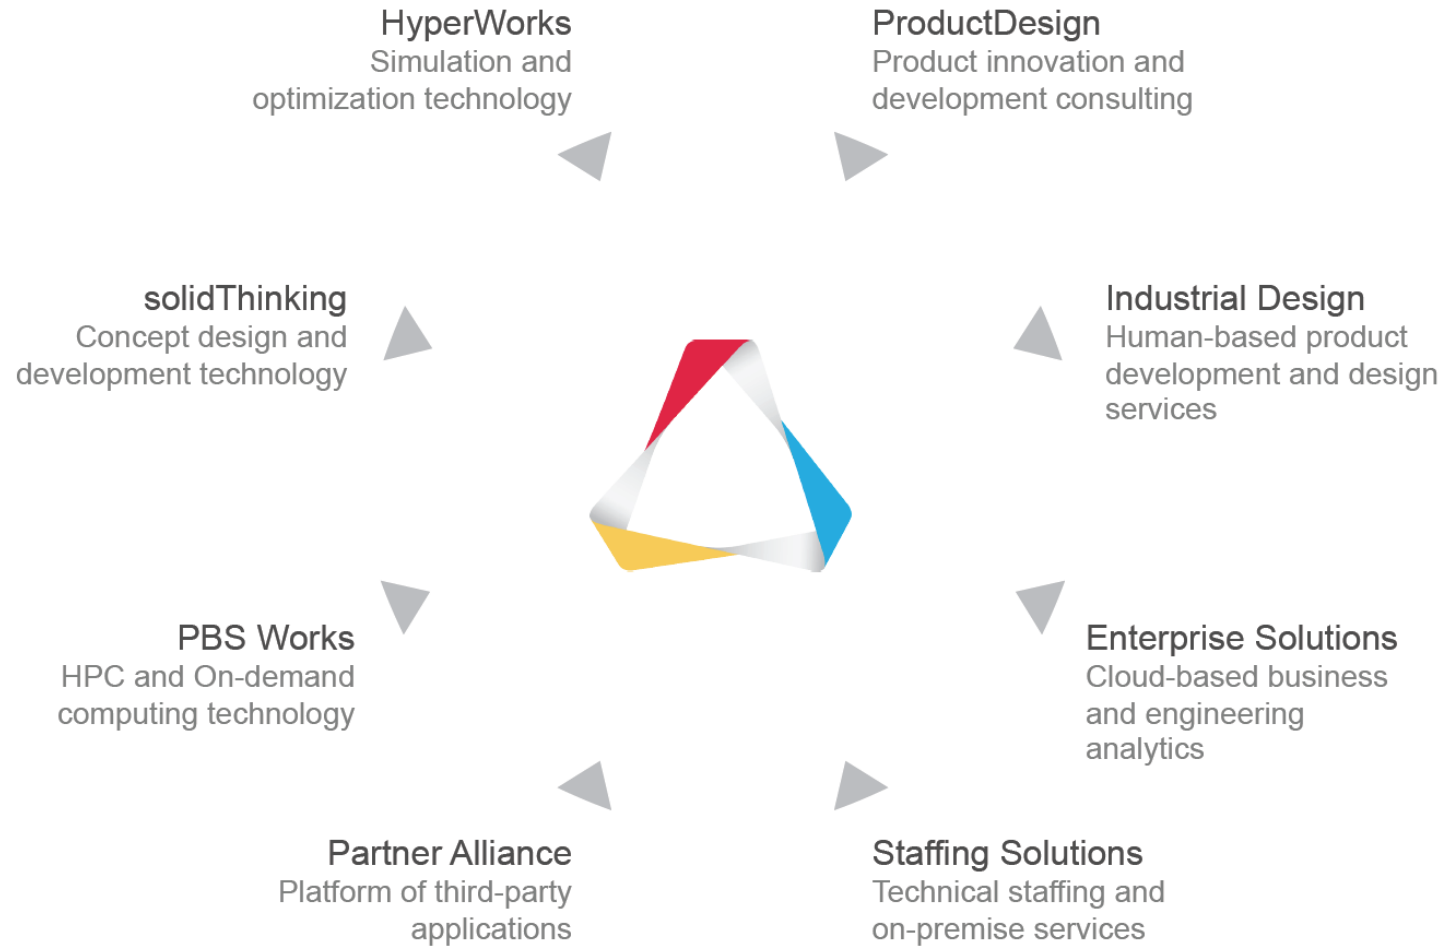 HyperWorks
Simulation and
optimization technology
ProductDesign
Product innovation and
development consulting
solidThinking
Concept design and
development technology
Industrial Design
Human-based product
development and design
services
PBS Works
HPC and On-demand
computing technology
Enterprise Solutions
Cloud-based business
and engineering
analytics
Partner Alliance
Platform of third-party
applications
Staffing Solutions
Technical staffing and
on-premise services